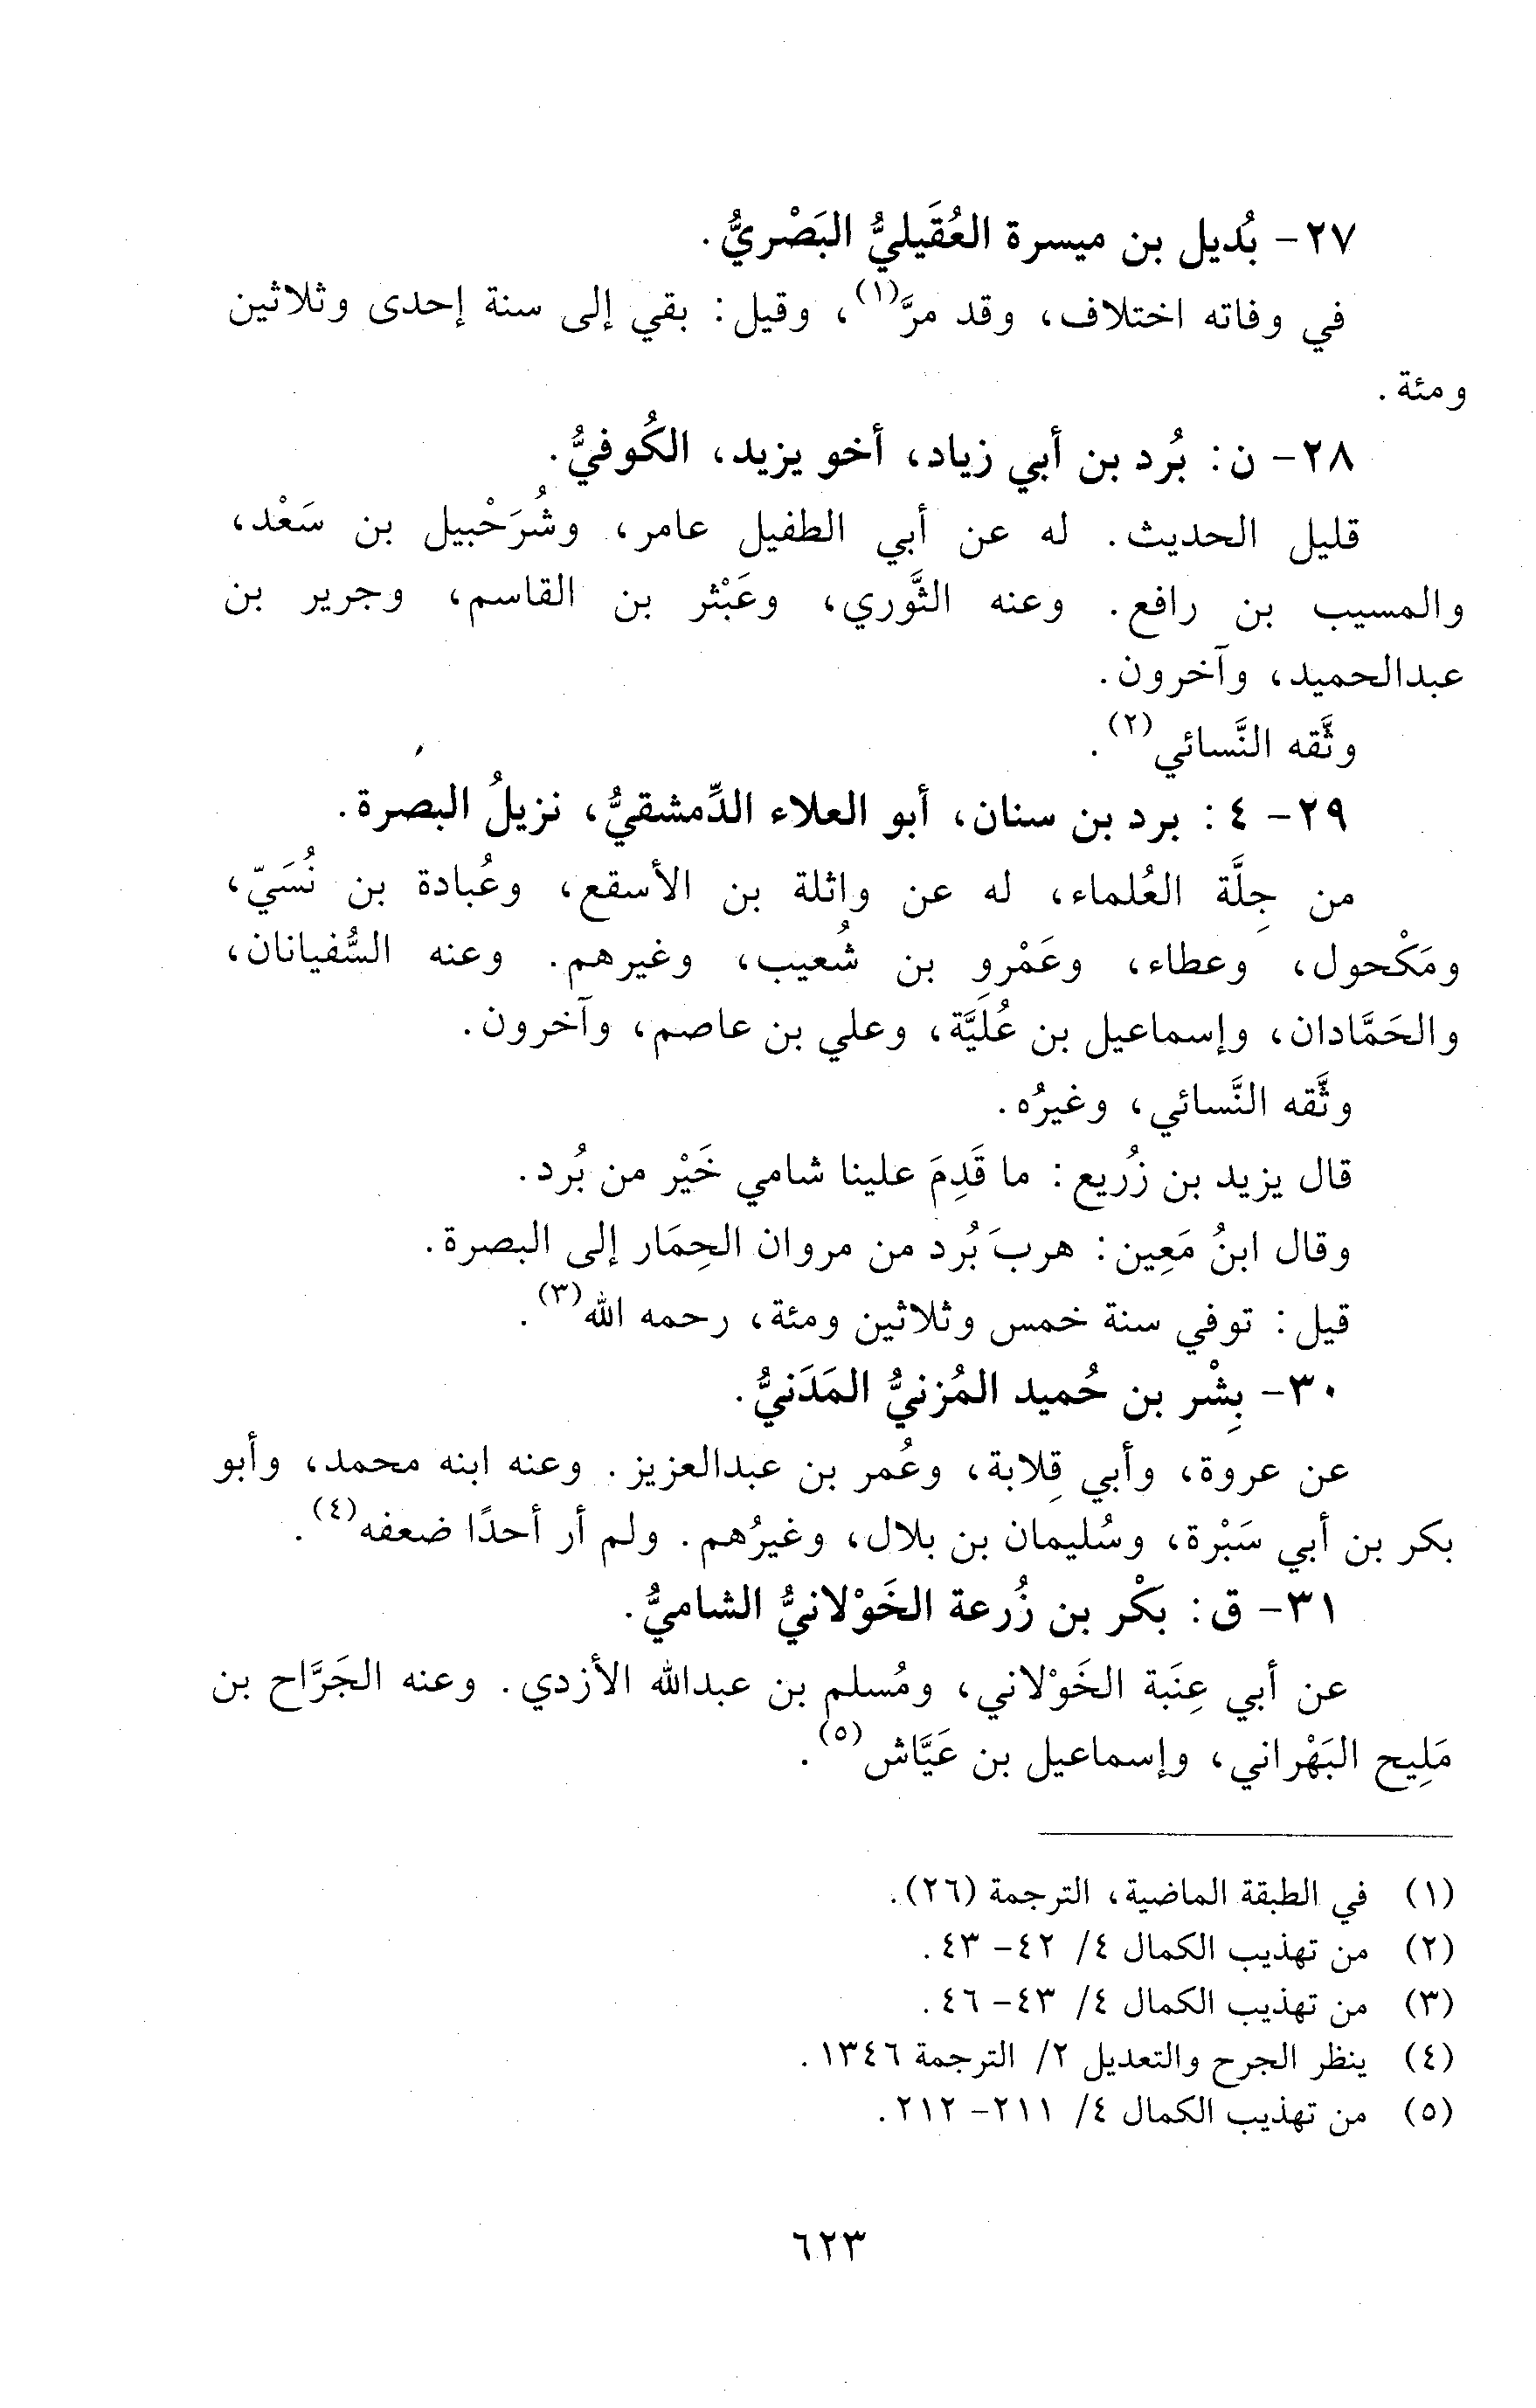 ٢٧- بُديل بن ميسرة العُقَيليُّ البَصْريُّ.
في وفاته اختلاف، وقد مرَّ(١)، وقيل: بقي إلى سنة إحدى وثلاثين
ومئة.
٢٨- ن: بُرد بن أبي زياد، أخو يزيد، الكُوفيُّ.
قليل الحديث. له عن أبي الطفيل عامر، وشُرَحْبيل بن سَعْد،
والمسيب بن رافع. وعنه الثَّوري، وعَبْثر بن القاسم، وجرير بن
عبدالحميد، وآخرون.
وثَّقه النَّسائي(٢).
٢٩- ٤: برد بن سنان، أبو العلاء الدِّمشقيُّ، نزيلُ البصرة.
من جِلَّة العُلماء، له عن واثلة بن الأسقع، وعُبادة بن نُسَيّ،
ومَكْحول، وعطاء، وعَمْرو بن شُعيب، وغيرهم. وعنه السُّفيانان،
والحَمَّادان، وإسماعيل بن عُلَيَّة، وعلي بن عاصم، وآخرون.
وثَّقه النَّسائي، وغيرُه.
قال يزيد بن زُريع: ما قَدِمَ علينا شامي خَيْر من بُرد.
وقال ابنُ مَعِين: هربَ بُرد من مروان الحِمَار إلى البصرة.
قيل: توفي سنة خمس وثلاثين ومئة، رحمه الله(٣).
٣٠- بِشْر بن حُميد المُزنيُّ المَدَنيُّ.
عن عروة، وأبي قِلابة، وعُمر بن عبدالعزيز. وعنه ابنه محمد، وأبو
بكر بن أبي سَبْرة، وسُليمان بن بلال، وغيرُهم. ولم أر أحدًا ضعفه(٤).
٣١- ق: بَكْر بن زُرعة الخَوْلانيُّ الشاميُّ.
عن أبي عِنَبة الخَوْلاني، ومُسلم بن عبدالله الأزدي. وعنه الجَرَّاح بن
مَلِيح البَهْراني، وإسماعيل بن عَيَّاش(٥).
(١) في الطبقة الماضية، الترجمة (٢٦).
(٢) من تهذيب الكمال ٤/ ٤٢- ٤٣.
(٣) من تهذيب الكمال ٤/ ٤٣- ٤٦.
(٤) ينظر الجرح والتعديل ٢/ الترجمة ١٣٤٦.
(٥) من تهذيب الكمال ٤/ ٢١١- ٢١٢.
٦٢٣